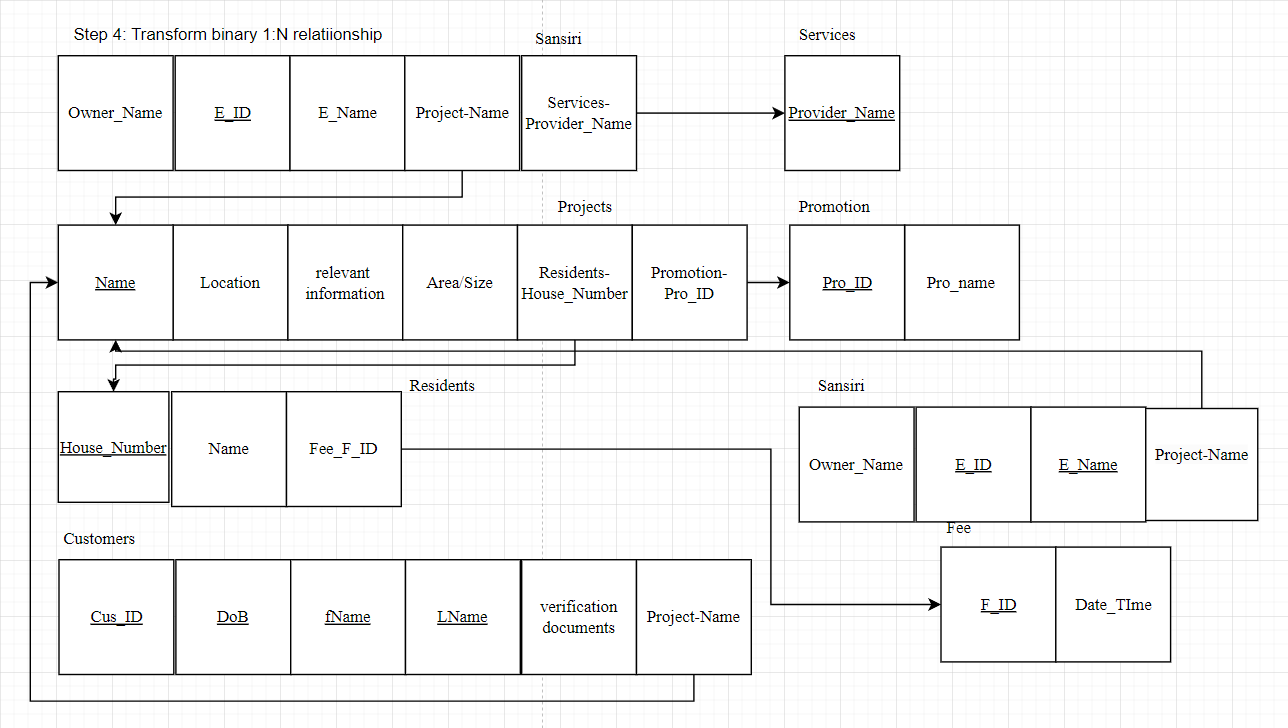 Step 4: Transform binary 1:N relatiionship
Sansiri
Services
Owner_Name
E_ID
E_Name
Project-Name
Services-
Provider_Name
Provider_Name
Projects
Promotion
Name
Location
relevant
information
Area/Size
Residents-
House_Number
Promotion-
Pro_ID
Pro_ID
Pro_name
Residents
Sansiri
House_Number
Name
Fee_F_ID
Owner_Name
E_ID
E_Name
Project-Name
Fee
Customers
Cus_ID
DoB
fName
LName
verification
documents
Project-Name
F_ID
Date_TIme